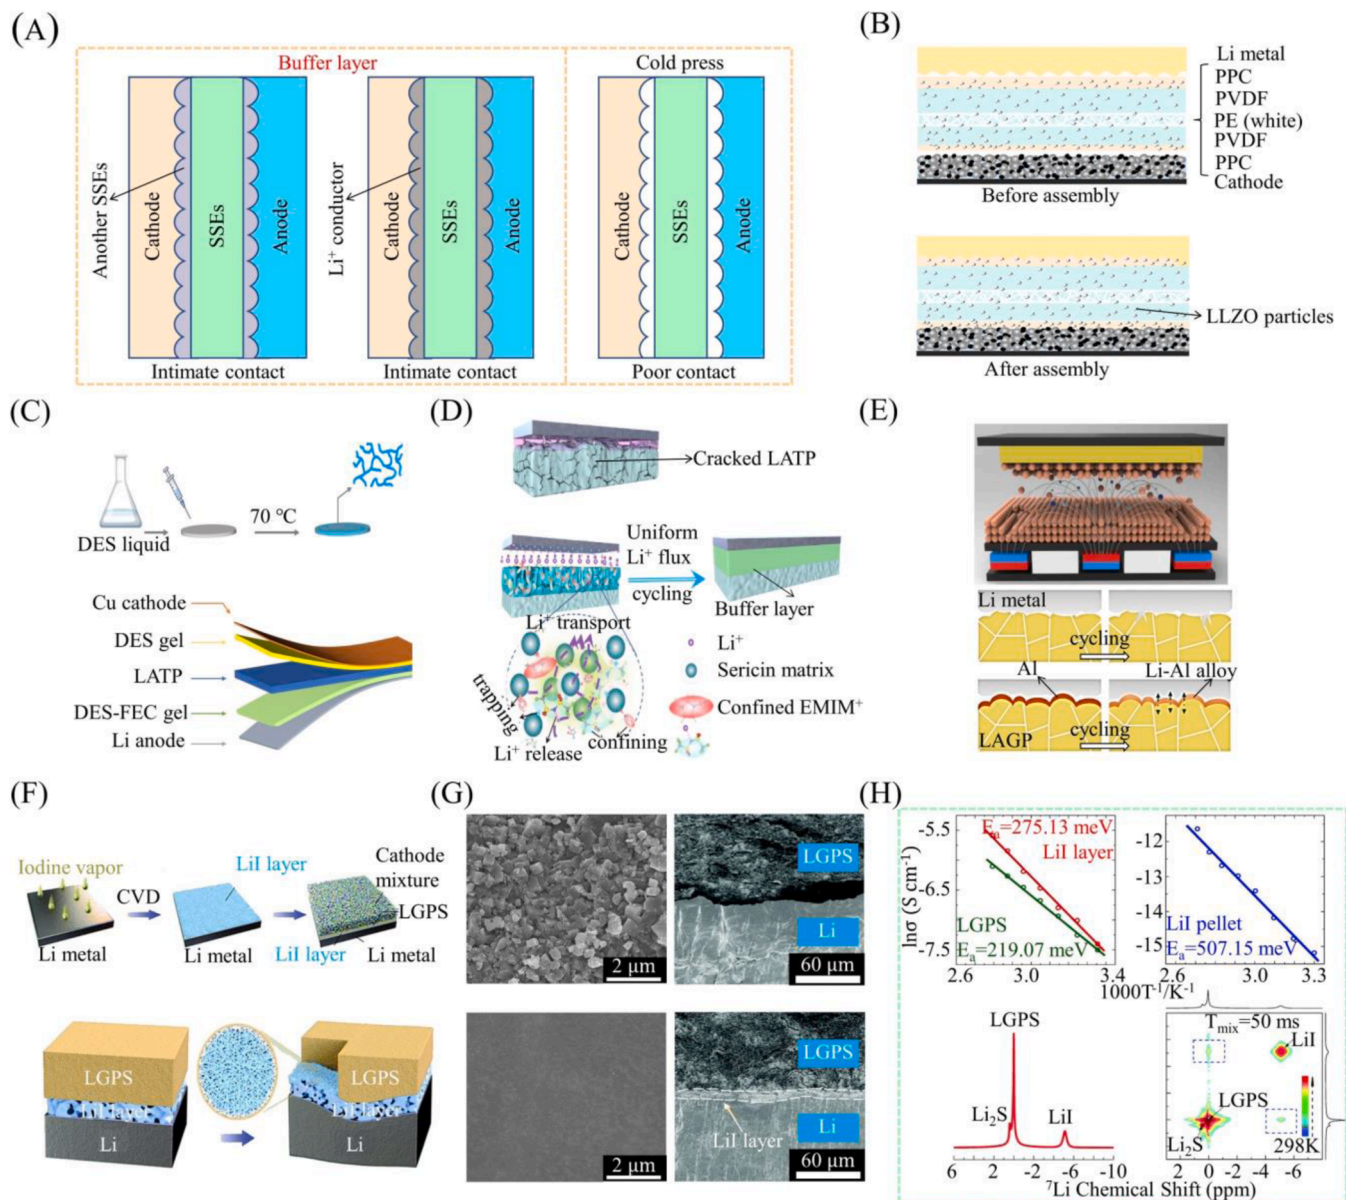 (A)
Buffer layer
Cold press
Another SSEs
Cathode
SSEs
Anode
Li⁺ conductor
Cathode
SSEs
Anode
Cathode
SSEs
Anode
Intimate contact
Intimate contact
Poor contact
(B)
Li metal
PPC
PVDF
PE (white)
PVDF
PPC
Cathode
Before assembly
LLZO particles
After assembly
(C)
DES liquid
70 °C
Cu cathode
DES gel
LATP
DES-FEC gel
Li anode
(D)
Cracked LATP
Uniform
Li⁺ flux
cycling
Buffer layer
Li⁺ transport
Li⁺
Sericin matrix
Confined EMIM⁺
trapping
Li⁺ release
confining
(E)
Li metal
cycling
Al
Li-Al alloy
LAGP
cycling
(F)
Iodine vapor
CVD
LiI layer
Cathode
mixture
LGPS
Li metal
Li metal
LiI layer
Li metal
LGPS
LiI layer
Li
LGPS
LiI layer
Li
(G)
2 μm
LGPS
Li
60 μm
2 μm
LGPS
Li
LiI layer
60 μm
(H)
lnσ (S cm⁻¹)
-5.5
-6.5
-7.5
Eₐ=275.13 meV
LiI layer
LGPS
Eₐ=219.07 meV
2.6 3.0 3.4
-12
-13
-14
-15
LiI pellet
Eₐ=507.15 meV
2.6 2.9 3.1 3.3
1000T⁻¹/K⁻¹
LGPS
Li₂S
LiI
6 2 -2 -6 -10
Tmix=50 ms
LiI
LGPS
Li₂S
298K
2 0 -2 -4 -6
⁷Li Chemical Shift (ppm)